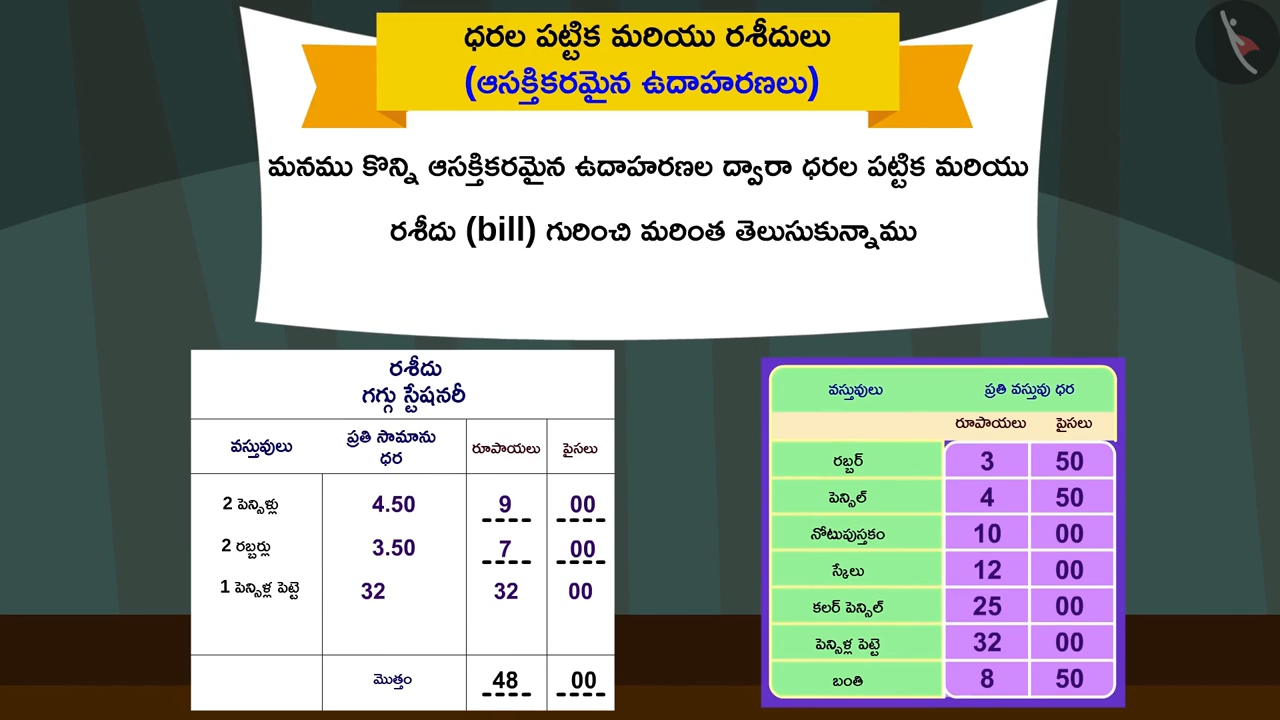 ధరల పట్టిక మరియు రశీదులు
(ఆసక్తికరమైన ఉదాహరణలు)
మనము కొన్ని ఆసక్తికరమైన ఉదాహరణల ద్వారా ధరల పట్టిక మరియు
రశీదు (bill) గురించి మరింత తెలుసుకున్నాము
రశీదు
గగ్గు స్టేషనరీ
వస్తువులు ప్రతి సామాను ధర రూపాయలు పైసలు
2 పెన్సిళ్లు 4.50 9 00
2 రబ్బర్లు 3.50 7 00
1 పెన్సిళ్ల పెట్టె 32 32 00
మొత్తం 48 00
వస్తువులు ప్రతి వస్తువు ధర
రూపాయలు పైసలు
రబ్బర్ 3 50
పెన్సిల్ 4 50
నోటుపుస్తకం 10 00
స్కేలు 12 00
కలర్ పెన్సిల్ 25 00
పెన్సిళ్ల పెట్టె 32 00
బంతి 8 50